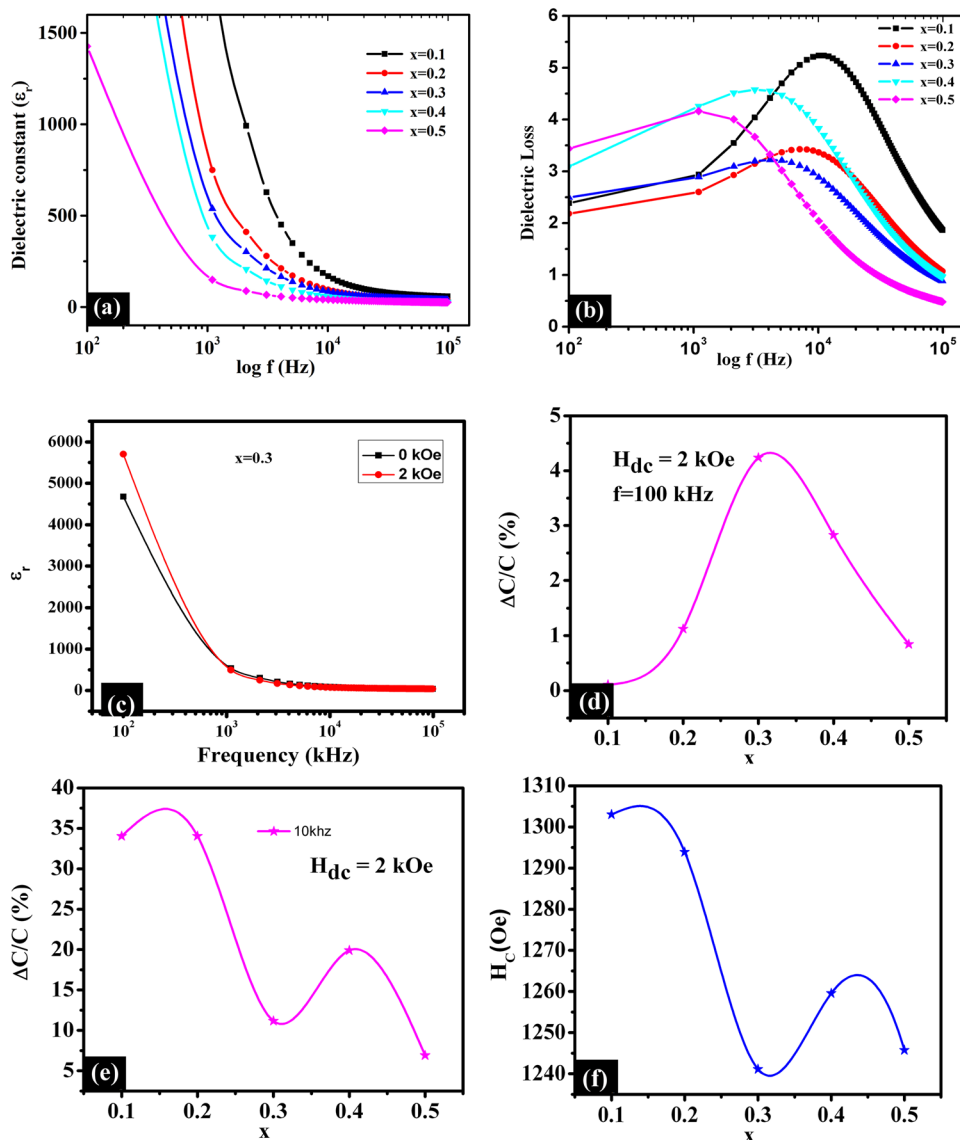 1500
1000
500
0
Dielectric constant (εr)
x=0.1
x=0.2
x=0.3
x=0.4
x=0.5
(a)
10² 10³ 10⁴ 10⁵
log f (Hz)
6
5
4
3
2
1
0
Dielectric Loss
x=0.1
x=0.2
x=0.3
x=0.4
x=0.5
(b)
10² 10³ 10⁴ 10⁵
log f (Hz)
6000
5000
4000
3000
2000
1000
0
εr
x=0.3
0 kOe
2 kOe
(c)
10² 10³ 10⁴ 10⁵
Frequency (kHz)
5
4
3
2
1
0
ΔC/C (%)
Hdc = 2 kOe
f=100 kHz
(d)
0.1 0.2 0.3 0.4 0.5
x
40
35
30
25
20
15
10
5
ΔC/C (%)
10khz
Hdc = 2 kOe
(e)
0.1 0.2 0.3 0.4 0.5
x
1310
1300
1290
1280
1270
1260
1250
1240
HC(Oe)
(f)
0.1 0.2 0.3 0.4 0.5
x